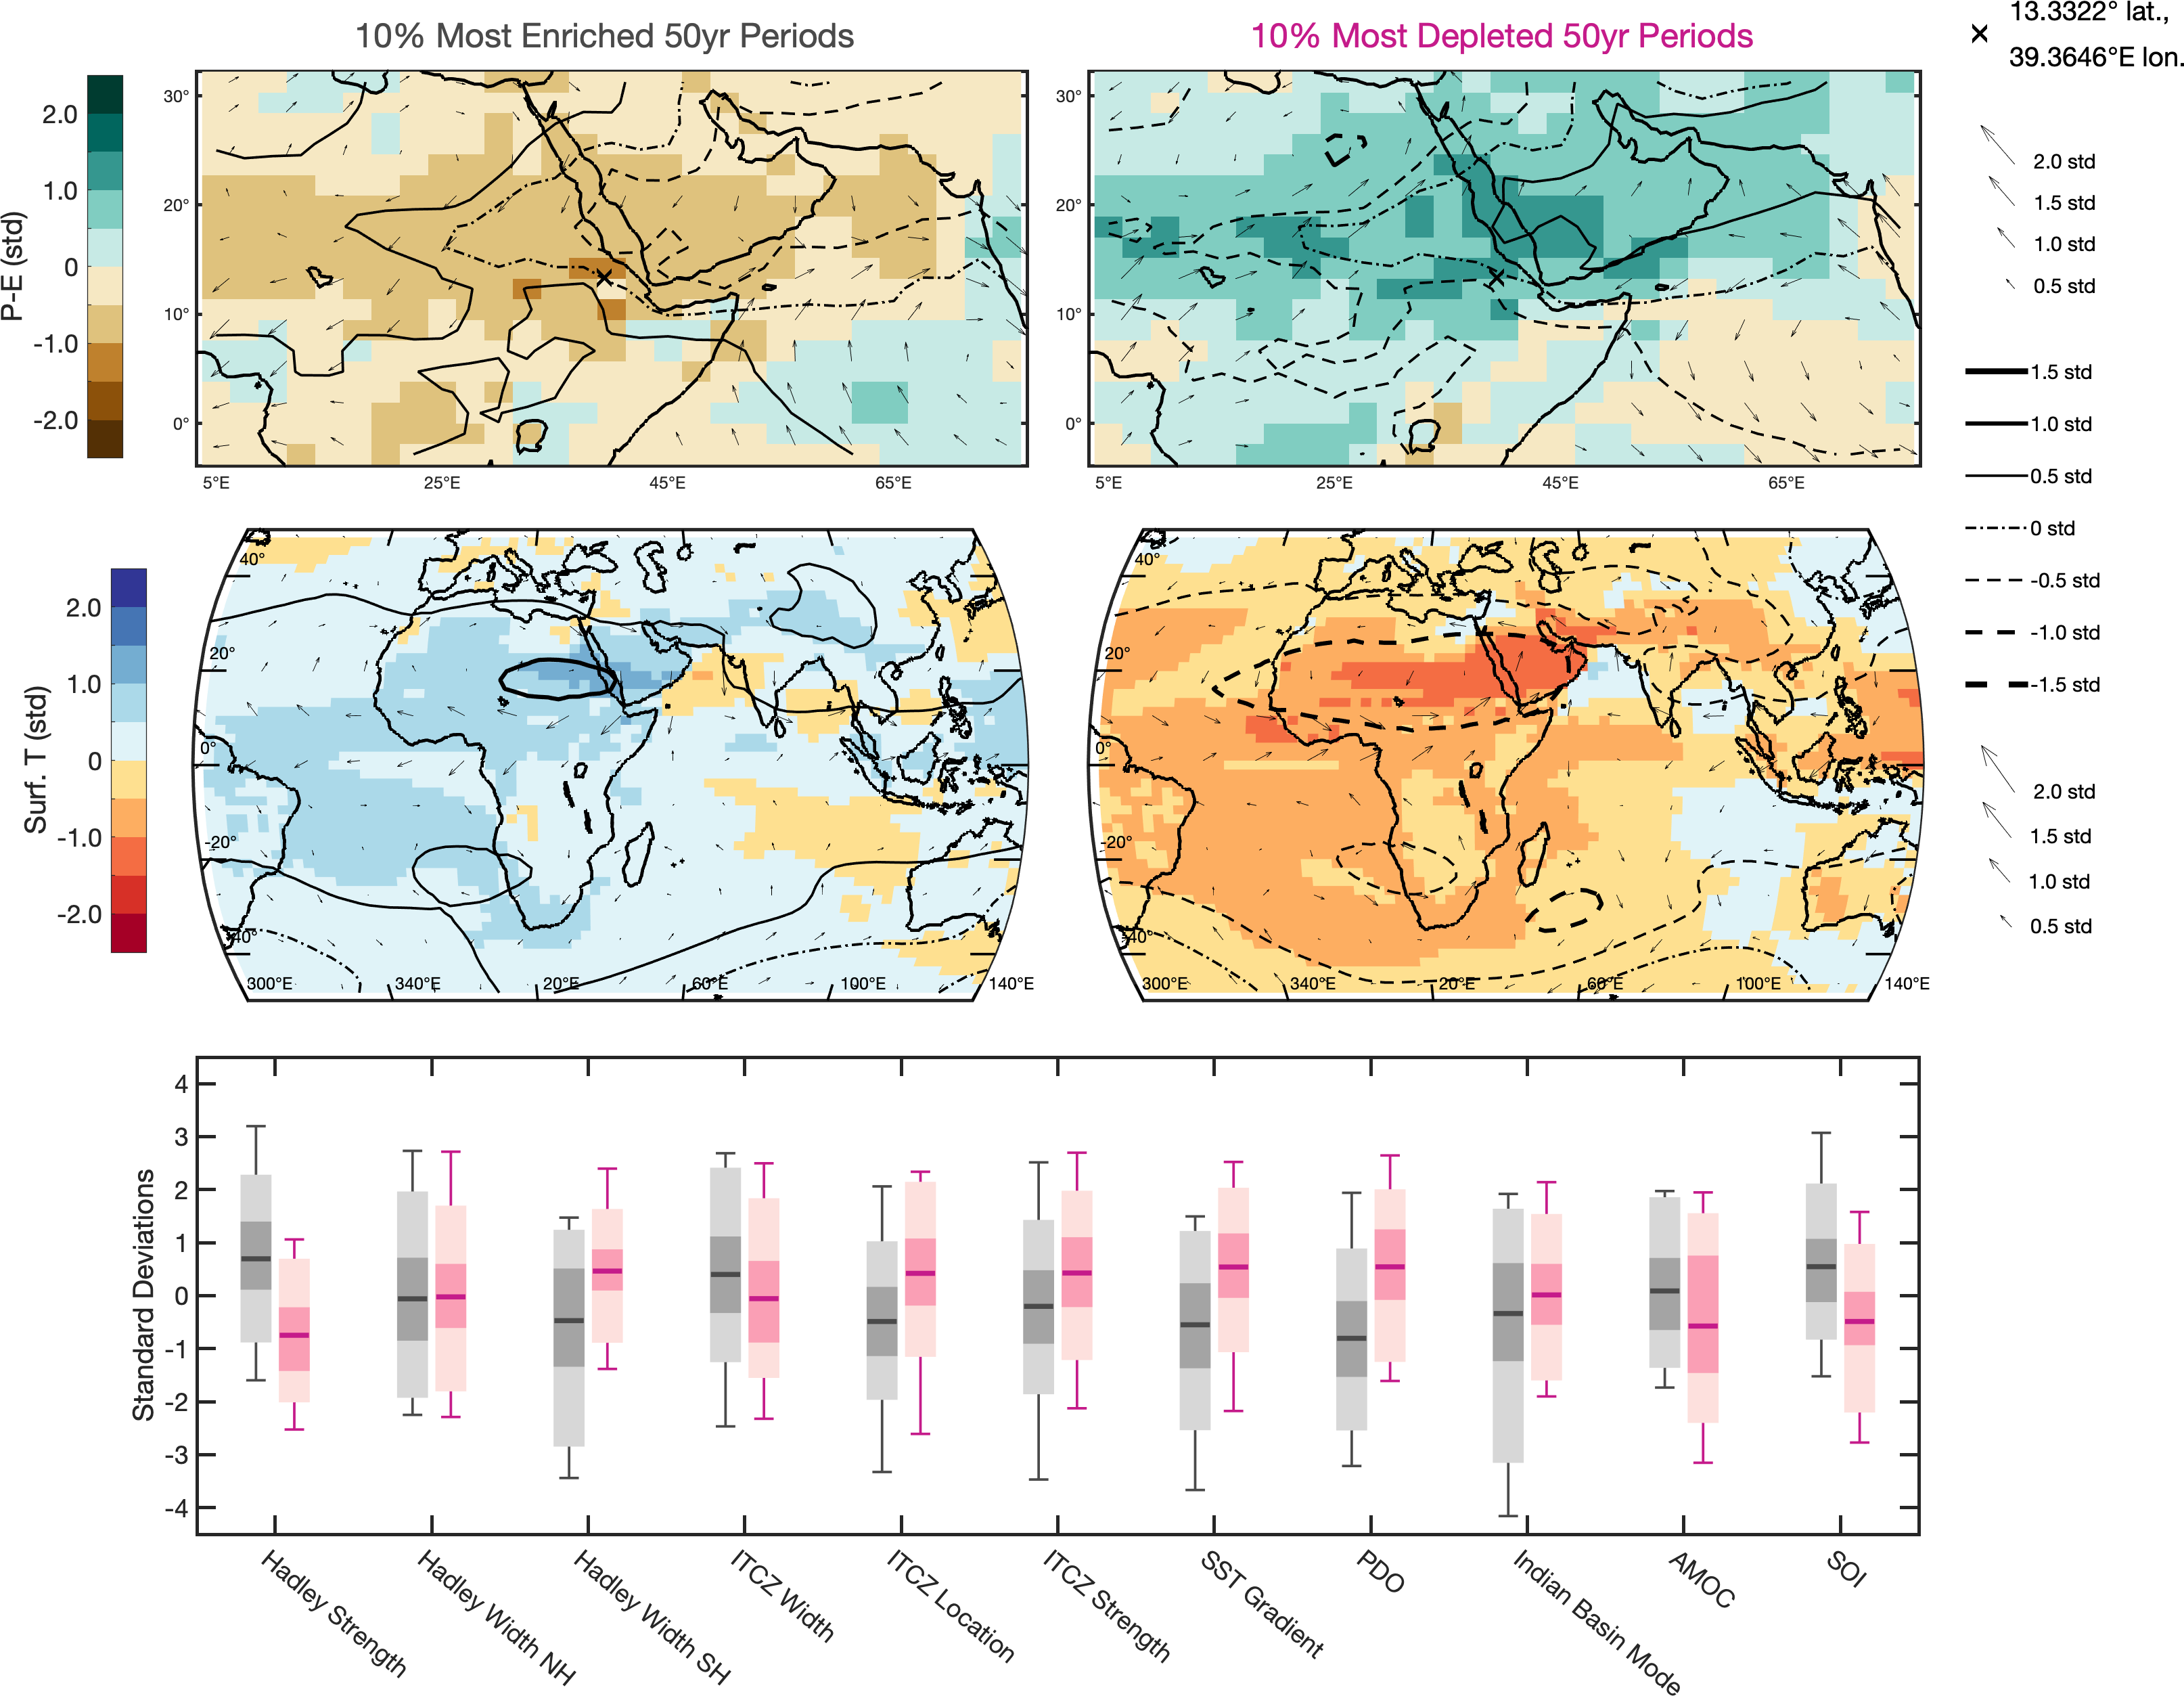 10% Most Enriched 50yr Periods
10% Most Depleted 50yr Periods
13.3322° lat.,
39.3646°E lon.
P-E (std)
2.0
1.0
0
-1.0
-2.0
30°
20°
10°
0°
5°E 25°E 45°E 65°E
30°
20°
10°
0°
5°E 25°E 45°E 65°E
2.0 std
1.5 std
1.0 std
0.5 std
1.5 std
1.0 std
0.5 std
0 std
-0.5 std
-1.0 std
-1.5 std
Surf. T (std)
2.0
1.0
0
-1.0
-2.0
40°
20°
0°
-20°
-40°
300°E 340°E 20°E 60°E 100°E 140°E
40°
20°
0°
-20°
-40°
300°E 340°E 20°E 60°E 100°E 140°E
2.0 std
1.5 std
1.0 std
0.5 std
Standard Deviations
4
3
2
1
0
-1
-2
-3
-4
Hadley Strength
Hadley Width NH
Hadley Width SH
ITCZ Width
ITCZ Location
ITCZ Strength
SST Gradient
PDO
Indian Basin Mode
AMOC
SOI